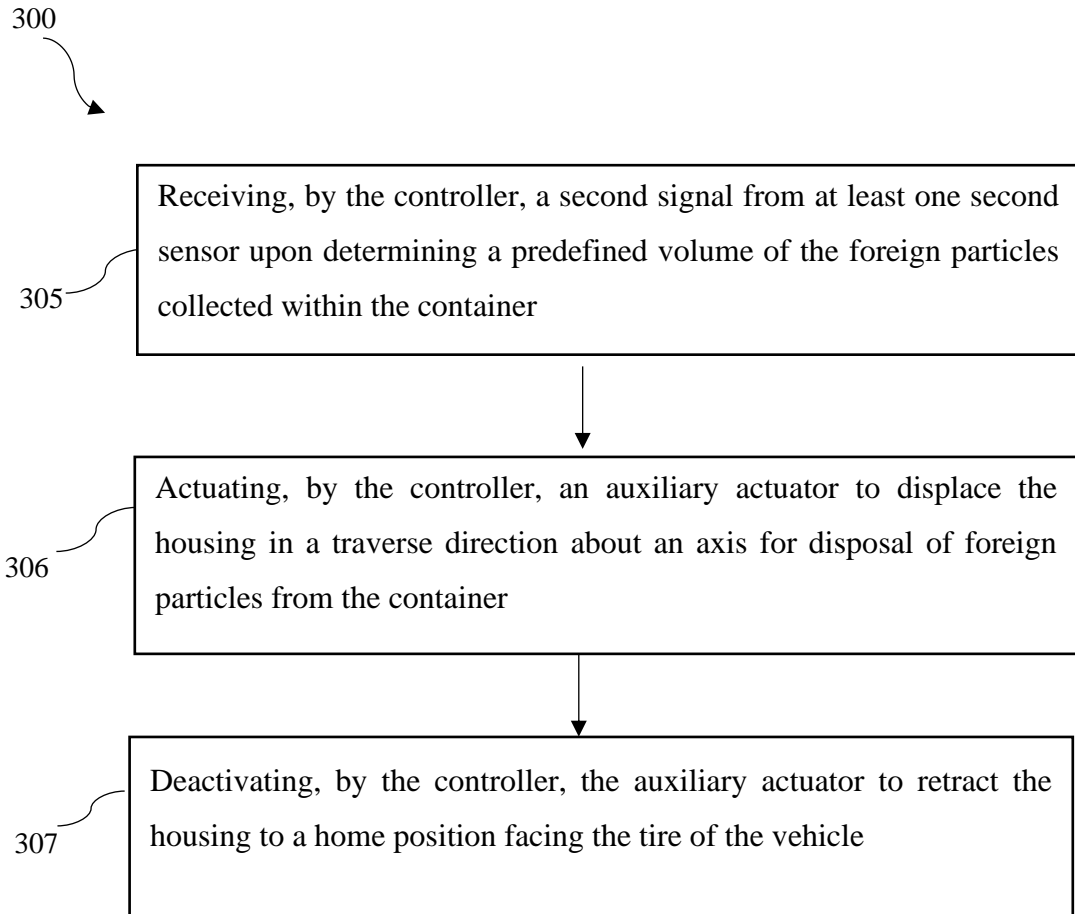 300
Receiving, by the controller, a second signal from at least one second
sensor upon determining a predefined volume of the foreign particles
collected within the container
305
Actuating, by the controller, an auxiliary actuator to displace the
housing in a traverse direction about an axis for disposal of foreign
particles from the container
306
Deactivating, by the controller, the auxiliary actuator to retract the
housing to a home position facing the tire of the vehicle
307